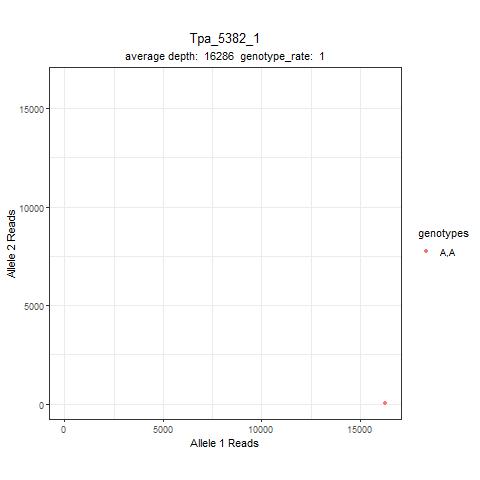 Tpa_5382_1
average depth:  16286  genotype_rate:  1
15000
10000
5000
0
Allele 2 Reads
0
5000
10000
15000
Allele 1 Reads
genotypes
A,A